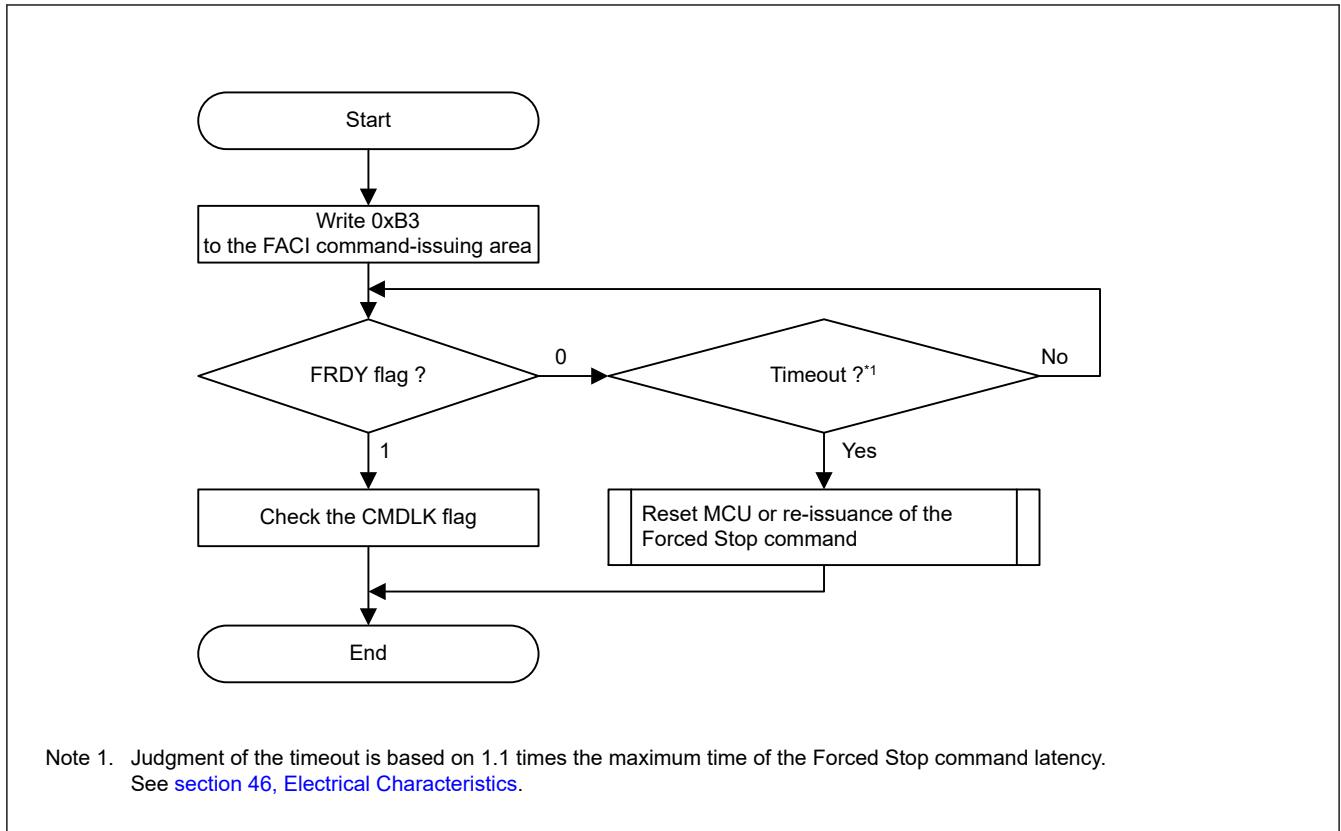 Start
Write 0xB3
to the FACI command-issuing area
FRDY flag ?
0
Timeout ?*1
No
1
Yes
Check the CMDLK flag
Reset MCU or re-issuance of the
Forced Stop command
End
Note 1. Judgment of the timeout is based on 1.1 times the maximum time of the Forced Stop command latency.
See section 46, Electrical Characteristics.